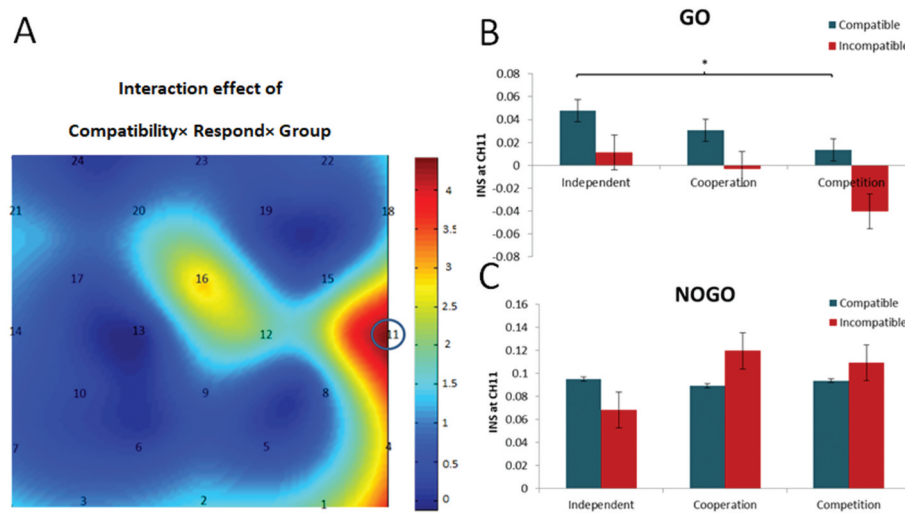 A
Interaction effect of
Compatibility× Respond× Group
24 23 22
21 20 19 18
17 16 15
14 13 12 11
10 9 8
7 6 5 4
3 2 1
4
3.5
3
2.5
2
1.5
1
0.5
0
B
GO
Compatible
Incompatible
*
INS at CH11
0.08
0.06
0.04
0.02
0
-0.02
-0.04
-0.06
-0.08
Independent Cooperation Competition
C
NOGO
Compatible
Incompatible
INS at CH11
0.16
0.14
0.12
0.10
0.08
0.06
0.04
0.02
0
Independent Cooperation Competition